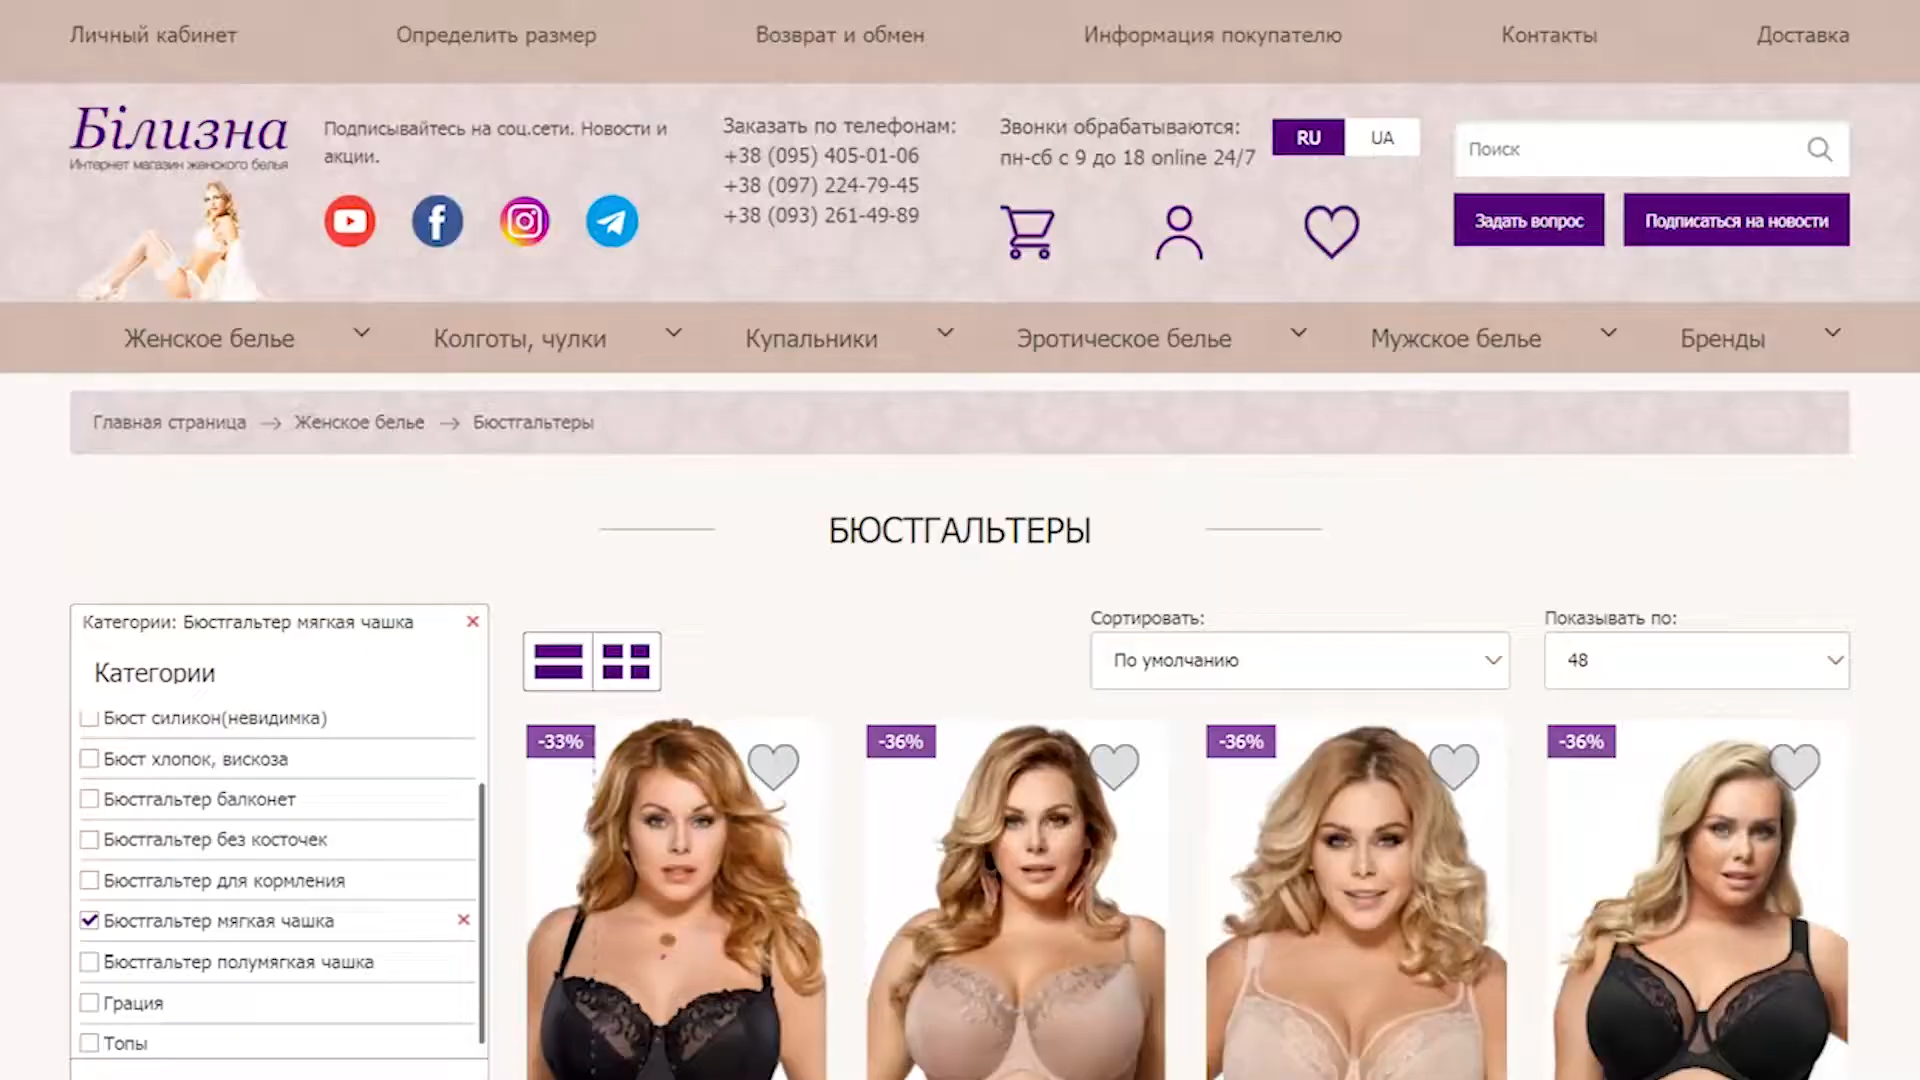 Личный кабинет
Определить размер
Возврат и обмен
Информация покупателю
Контакты
Доставка
Білизна
Интернет магазин женского белья
Подписывайтесь на соц.сети. Новости и
акции.
Заказать по телефонам:
+38 (095) 405-01-06
+38 (097) 224-79-45
+38 (093) 261-49-89
Звонки обрабатываются:
пн-сб с 9 до 18 online 24/7
RU
UA
Поиск
Задать вопрос
Подписаться на новости
Женское белье
Колготы, чулки
Купальники
Эротическое белье
Мужское белье
Бренды
Главная страница → Женское белье → Бюстгальтеры
БЮСТГАЛЬТЕРЫ
Категории: Бюстгальтер мягкая чашка
Категории
Бюст силикон(невидимка)
Бюст хлопок, вискоза
Бюстгальтер балконет
Бюстгальтер без косточек
Бюстгальтер для кормления
Бюстгальтер мягкая чашка
Бюстгальтер полумягкая чашка
Грация
Топы
Сортировать:
По умолчанию
Показывать по:
48
-33%
-36%
-36%
-36%